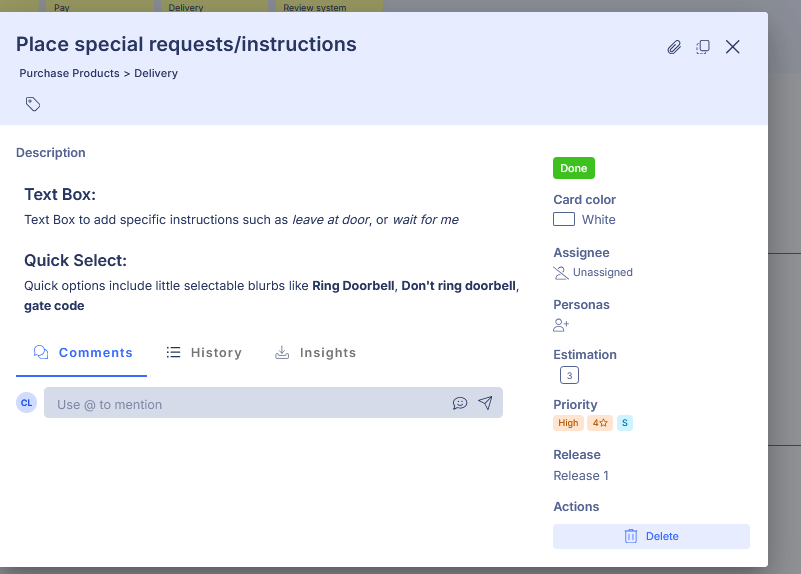 Pay Delivery Review system
Place special requests/instructions
Purchase Products > Delivery
Description
Text Box:
Text Box to add specific instructions such as leave at door, or wait for me
Quick Select:
Quick options include little selectable blurbs like Ring Doorbell, Don't ring doorbell,
gate code
Comments History Insights
CL Use @ to mention
Done
Card color
White
Assignee
Unassigned
Personas
Estimation
3
Priority
High 4☆ S
Release
Release 1
Actions
Delete